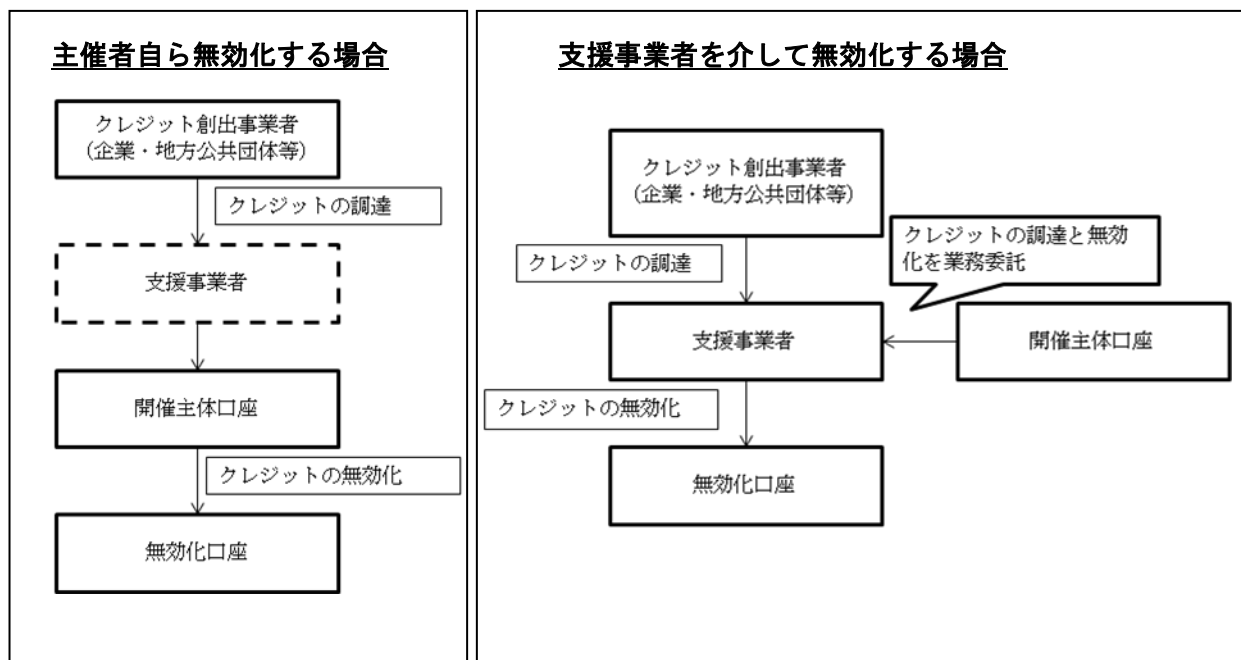 主催者自ら無効化する場合
クレジット創出事業者
(企業・地方公共団体等)
クレジットの調達
支援事業者
開催主体口座
クレジットの無効化
無効化口座
支援事業者を介して無効化する場合
クレジット創出事業者
(企業・地方公共団体等)
クレジットの調達と無効
化を業務委託
クレジットの調達
支援事業者
開催主体口座
クレジットの無効化
無効化口座